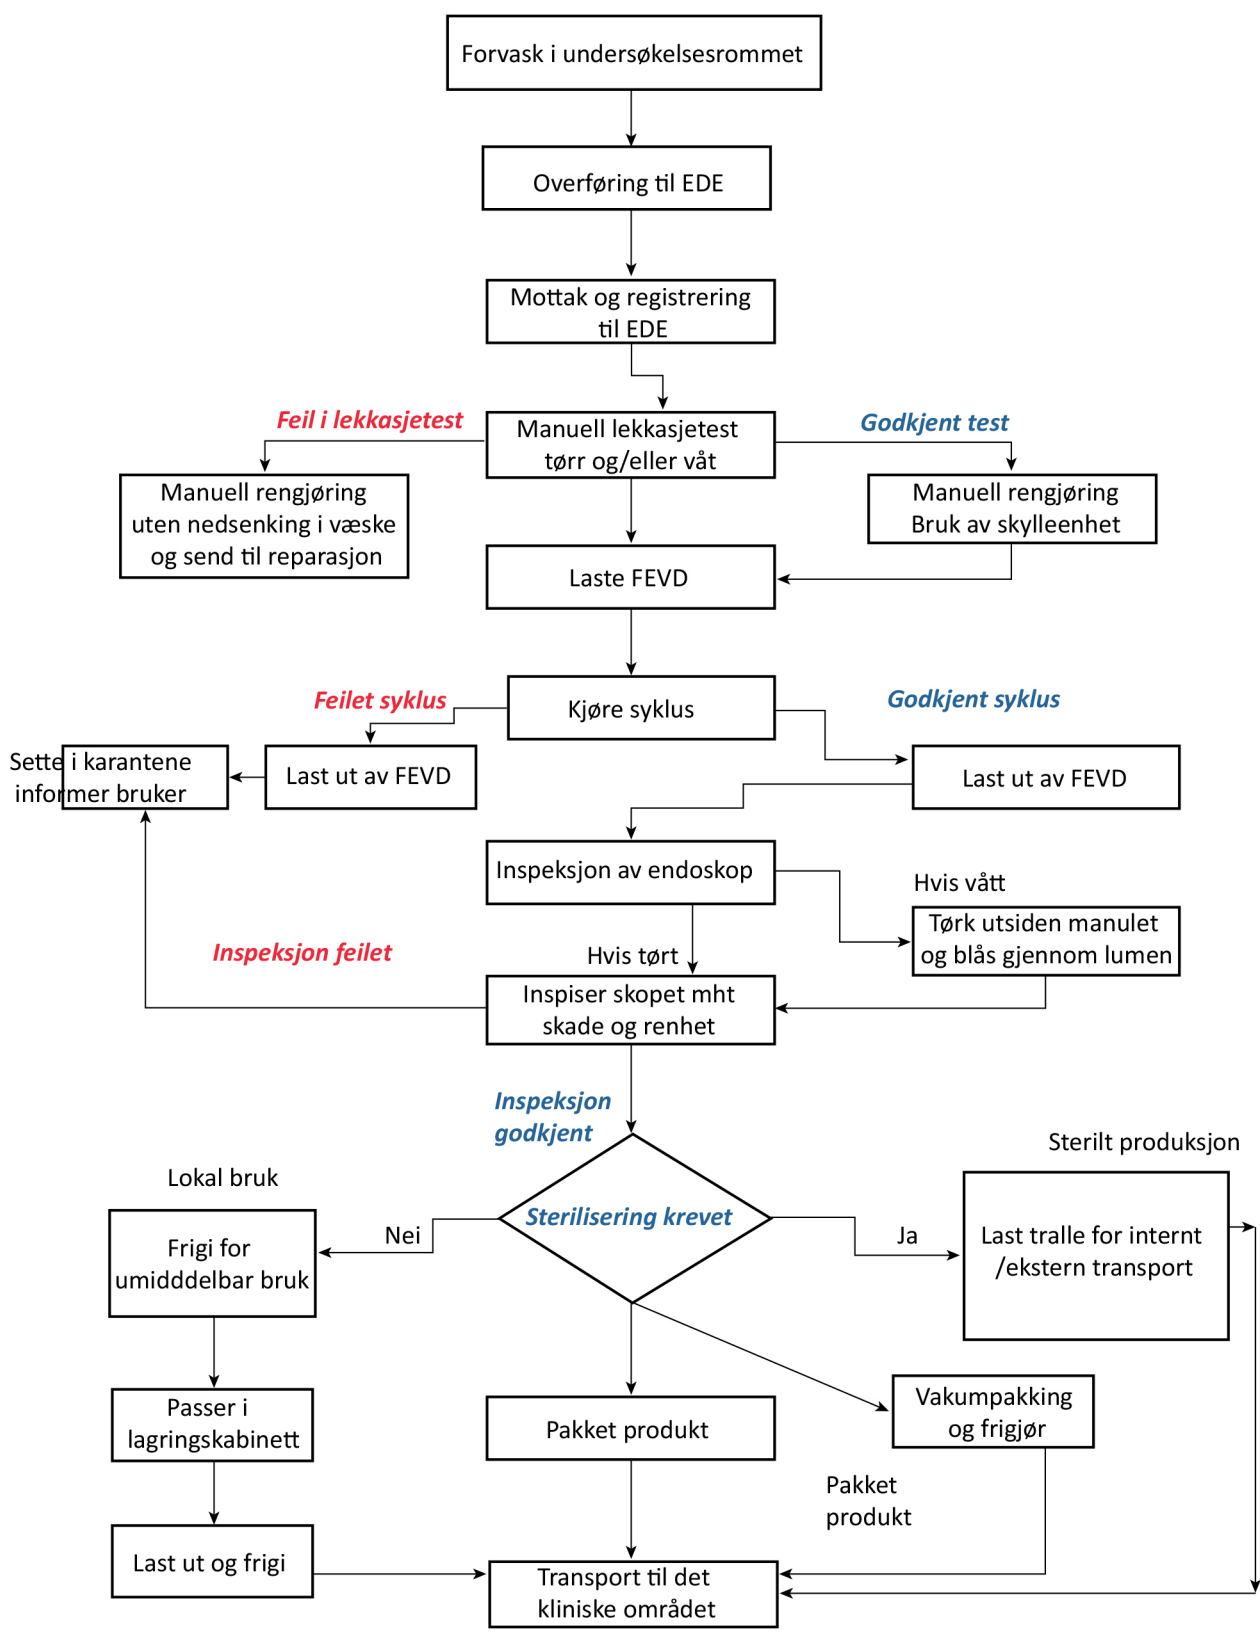 Forvask i undersøkelsesrommet
Overføring til EDE
Mottak og registrering
til EDE
Feil i lekkasjetest
Manuell lekkasjetest
tørr og/eller våt
Godkjent test
Manuell rengjøring
uten nedsenking i væske
og send til reparasjon
Manuell rengjøring
Bruk av skylleenhet
Laste FEVD
Feilet syklus
Kjøre syklus
Godkjent syklus
Sette i karantene
informer bruker
Last ut av FEVD
Last ut av FEVD
Inspeksjon av endoskop
Hvis vått
Tørk utsiden manulet
og blås gjennom lumen
Inspeksjon feilet
Hvis tørt
Inspiser skopet mht
skade og renhet
Inspeksjon
godkjent
Sterilt produksjon
Lokal bruk
Sterilisering krevet
Nei
Ja
Frigi for
umidddelbar bruk
Last tralle for internt
/ekstern transport
Passer i
lagringskabinett
Pakket produkt
Vakumpakking
og frigjør
Pakket
produkt
Last ut og frigi
Transport til det
kliniske området